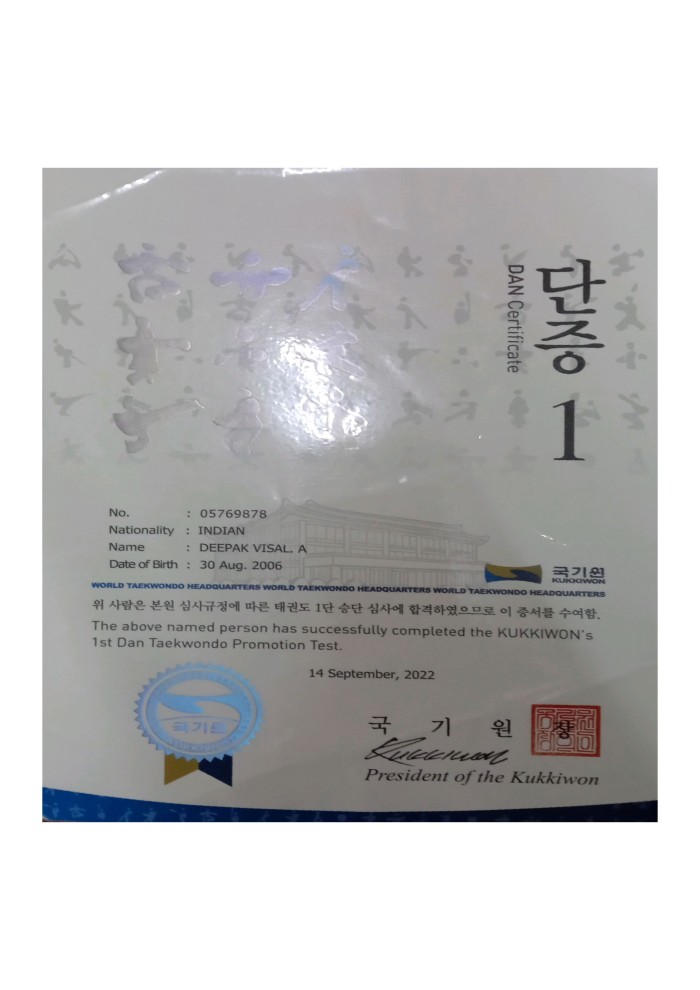 단증
DAN Certificate
1
No. : 05769878
Nationality : INDIAN
Name : DEEPAK VISAL. A
Date of Birth : 30 Aug. 2006
국기원
KUKKIWON
WORLD TAEKWONDO HEADQUARTERS WORLD TAEKWONDO HEADQUARTERS WORLD TAEKWONDO HEADQUARTERS
위 사람은 본원 심사규정에 따른 태권도 1단 승단 심사에 합격하였으므로 이 증서를 수여함.
The above named person has successfully completed the KUKKIWON's
1st Dan Taekwondo Promotion Test.
14 September, 2022
국기원
국 기 원 장
Kukkiwon
President of the Kukkiwon